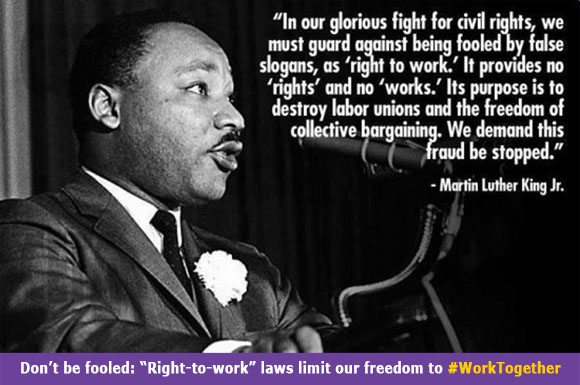 “In our glorious fight for civil rights, we
must guard against being fooled by false
slogans, as ‘right to work.’ It provides no
‘rights’ and no ‘works.’ Its purpose is to
destroy labor unions and the freedom of
collective bargaining. We demand this
fraud be stopped.”
- Martin Luther King Jr.
Don’t be fooled: “Right-to-work” laws limit our freedom to #WorkTogether